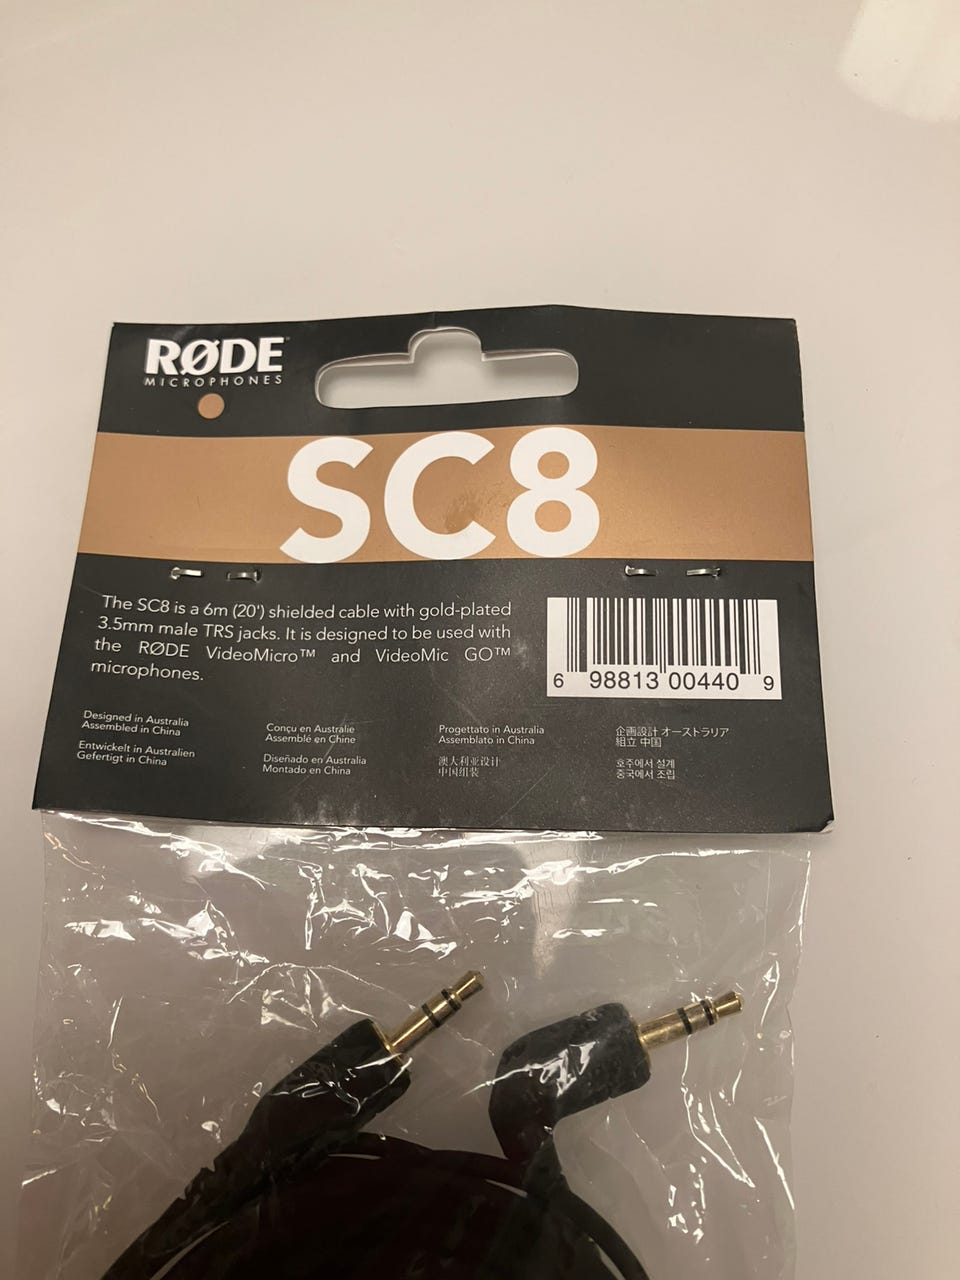 RØDE
MICROPHONES
SC8
The SC8 is a 6m (20') shielded cable with gold-plated
3.5mm male TRS jacks. It is designed to be used with
the RØDE VideoMicro™ and VideoMic GO™
microphones.
6 98813 00440 9
Designed in Australia
Assembled in China
Entwickelt in Australien
Gefertigt in China
Conçu en Australie
Assemblé en Chine
Diseñado en Australia
Montado en China
Progettato in Australia
Assemblato in China
澳大利亚设计
中国组装
企画設計 オーストラリア
組立 中国
호주에서 설계
중국에서 조립